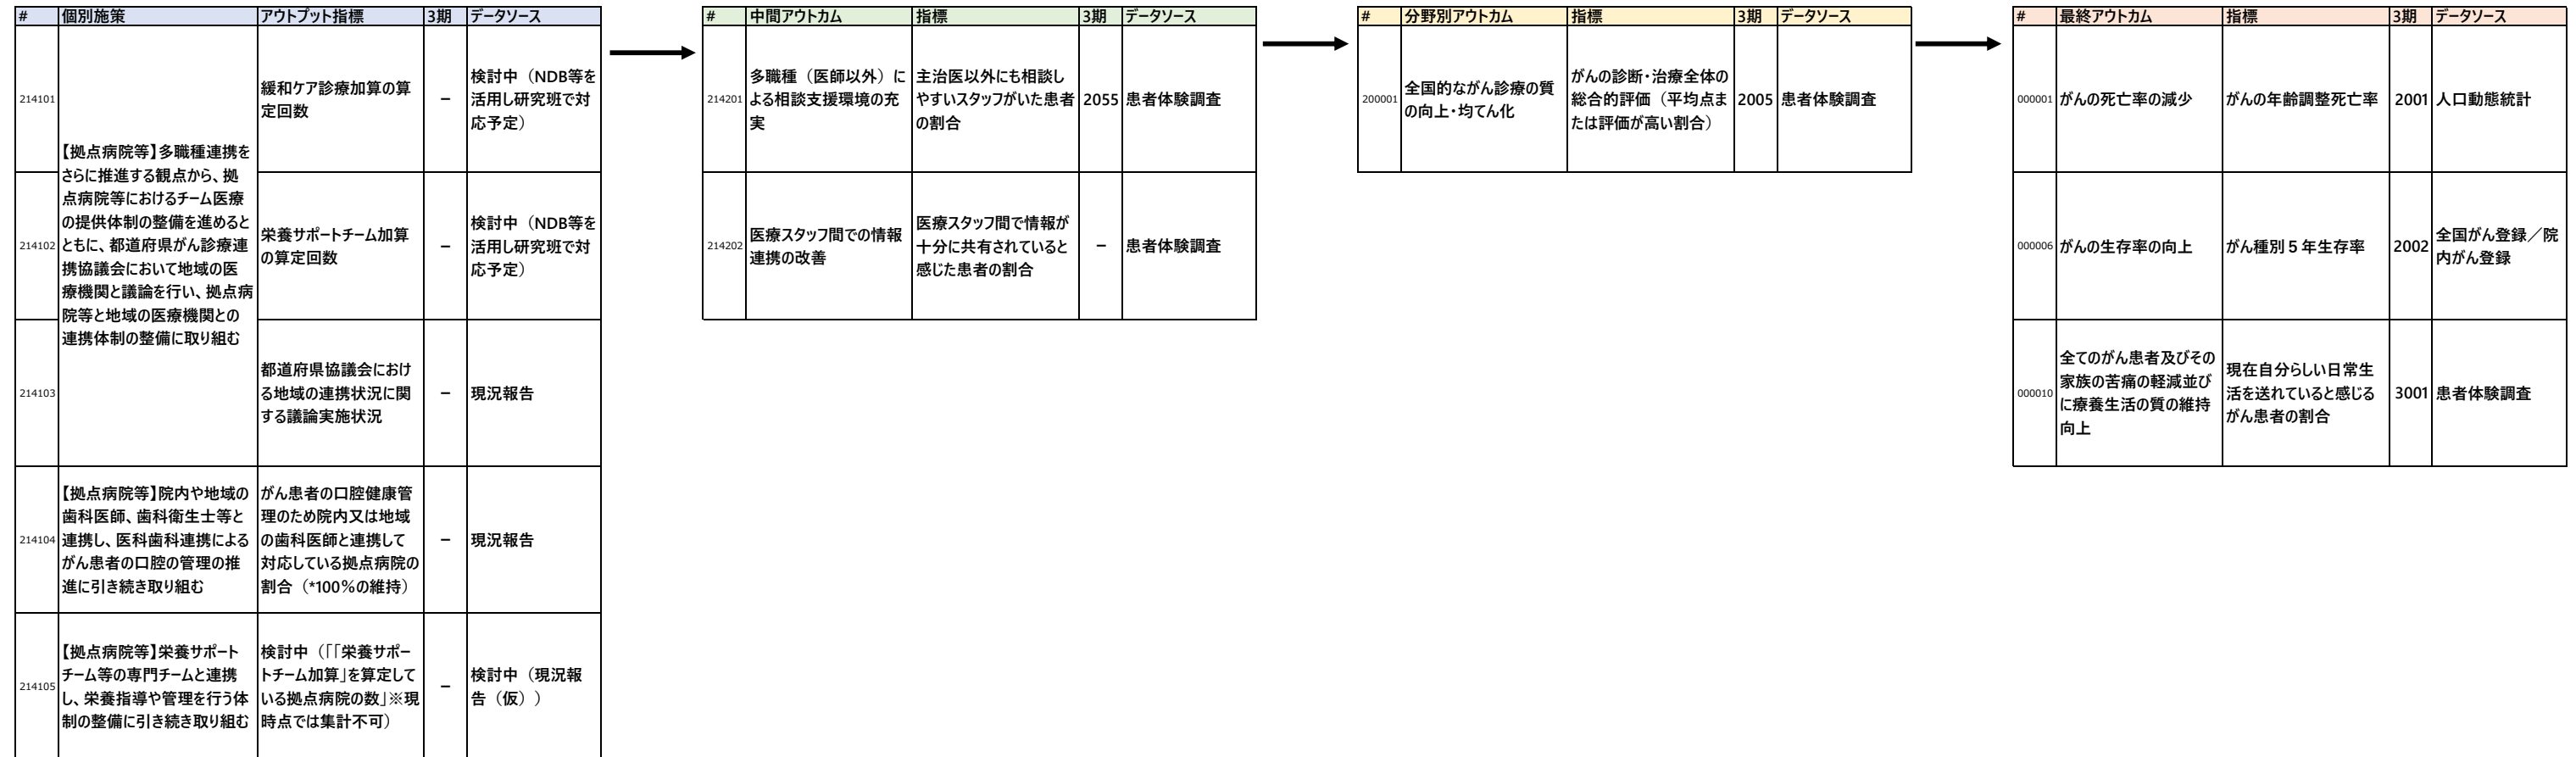 # 個別施策 アウトプット指標 3期 データソース
214101
【拠点病院等】多職種連携を
さらに推進する観点から、拠
点病院等におけるチーム医療
の提供体制の整備を進めると
ともに、都道府県がん診療連
携協議会において地域の医
療機関と議論を行い、拠点病
院等と地域の医療機関との
連携体制の整備に取り組む
緩和ケア診療加算の算
定回数
−
検討中（NDB等を
活用し研究班で対
応予定）
214102
栄養サポートチーム加算
の算定回数
−
検討中（NDB等を
活用し研究班で対
応予定）
214103
都道府県協議会におけ
る地域の連携状況に関
する議論実施状況
−
現況報告
214104
【拠点病院等】院内や地域の
歯科医師、歯科衛生士等と
連携し、医科歯科連携による
がん患者の口腔の管理の推
進に引き続き取り組む
がん患者の口腔健康管
理のため院内又は地域
の歯科医師と連携して
対応している拠点病院の
割合（*100％の維持）
−
現況報告
214105
【拠点病院等】栄養サポート
チーム等の専門チームと連携
し、栄養指導や管理を行う体
制の整備に引き続き取り組む
検討中（「「栄養サポー
トチーム加算」を算定して
いる拠点病院の数」※現
時点では集計不可）
−
検討中（現況報
告（仮））
# 中間アウトカム 指標 3期 データソース
214201
多職種（医師以外）に
よる相談支援環境の充
実
主治医以外にも相談し
やすいスタッフがいた患者
の割合
2055
患者体験調査
214202
医療スタッフ間での情報
連携の改善
医療スタッフ間で情報が
十分に共有されていると
感じた患者の割合
−
患者体験調査
# 分野別アウトカム 指標 3期 データソース
200001
全国的ながん診療の質
の向上・均てん化
がんの診断・治療全体の
総合的評価（平均点ま
たは評価が高い割合）
2005
患者体験調査
# 最終アウトカム 指標 3期 データソース
000001
がんの死亡率の減少
がんの年齢調整死亡率
2001
人口動態統計
000006
がんの生存率の向上
がん種別５年生存率
2002
全国がん登録／院
内がん登録
000010
全てのがん患者及びその
家族の苦痛の軽減並び
に療養生活の質の維持
向上
現在自分らしい日常生
活を送れていると感じる
がん患者の割合
3001
患者体験調査